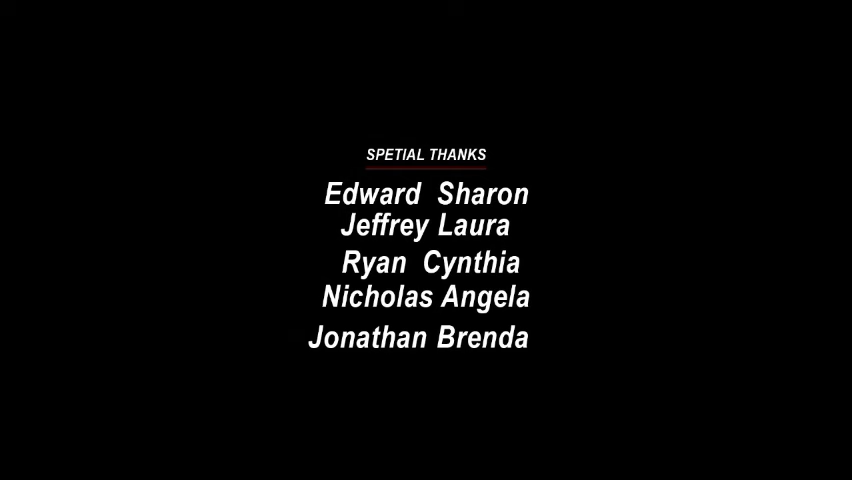 SPETIAL THANKS
Edward Sharon
Jeffrey Laura
Ryan Cynthia
Nicholas Angela
Jonathan Brenda